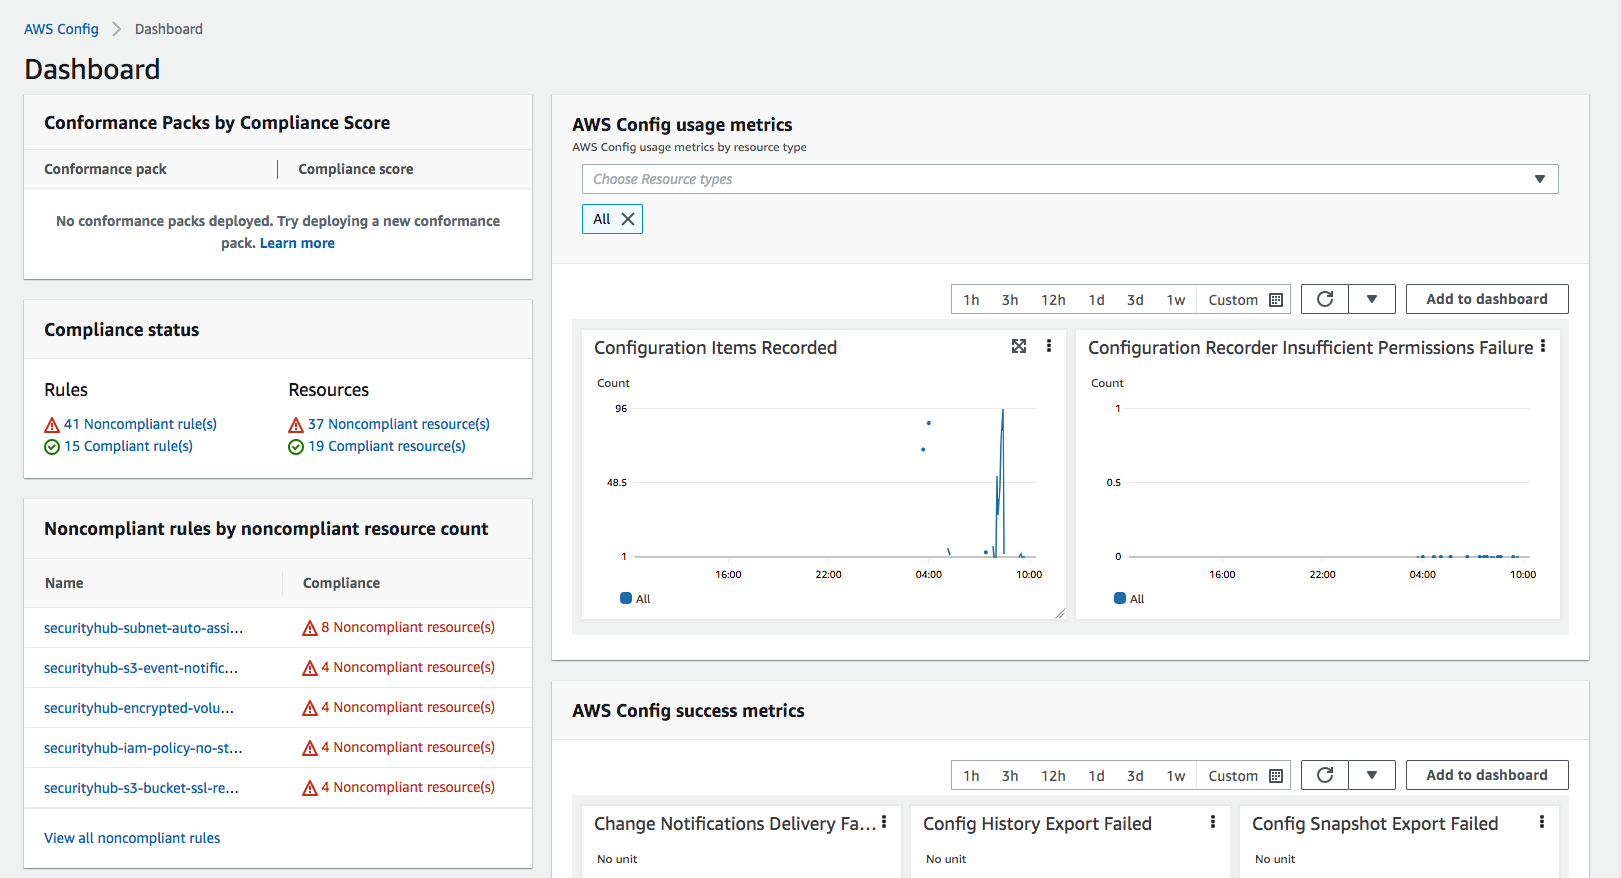 AWS Config > Dashboard
Dashboard
Conformance Packs by Compliance Score
Conformance pack | Compliance score
No conformance packs deployed. Try deploying a new conformance
pack. Learn more
Compliance status
Rules Resources
41 Noncompliant rule(s) 37 Noncompliant resource(s)
15 Compliant rule(s) 19 Compliant resource(s)
Noncompliant rules by noncompliant resource count
Name Compliance
securityhub-subnet-auto-assi... 8 Noncompliant resource(s)
securityhub-s3-event-notific... 4 Noncompliant resource(s)
securityhub-encrypted-volu... 4 Noncompliant resource(s)
securityhub-iam-policy-no-st... 4 Noncompliant resource(s)
securityhub-s3-bucket-ssl-re... 4 Noncompliant resource(s)
View all noncompliant rules
AWS Config usage metrics
AWS Config usage metrics by resource type
Choose Resource types
All
1h 3h 12h 1d 3d 1w Custom Add to dashboard
Configuration Items Recorded
Count
96
48.5
1
16:00 22:00 04:00 10:00
All
Configuration Recorder Insufficient Permissions Failure
Count
1
0.5
0
16:00 22:00 04:00 10:00
All
AWS Config success metrics
1h 3h 12h 1d 3d 1w Custom Add to dashboard
Change Notifications Delivery Fa...
No unit
Config History Export Failed
No unit
Config Snapshot Export Failed
No unit